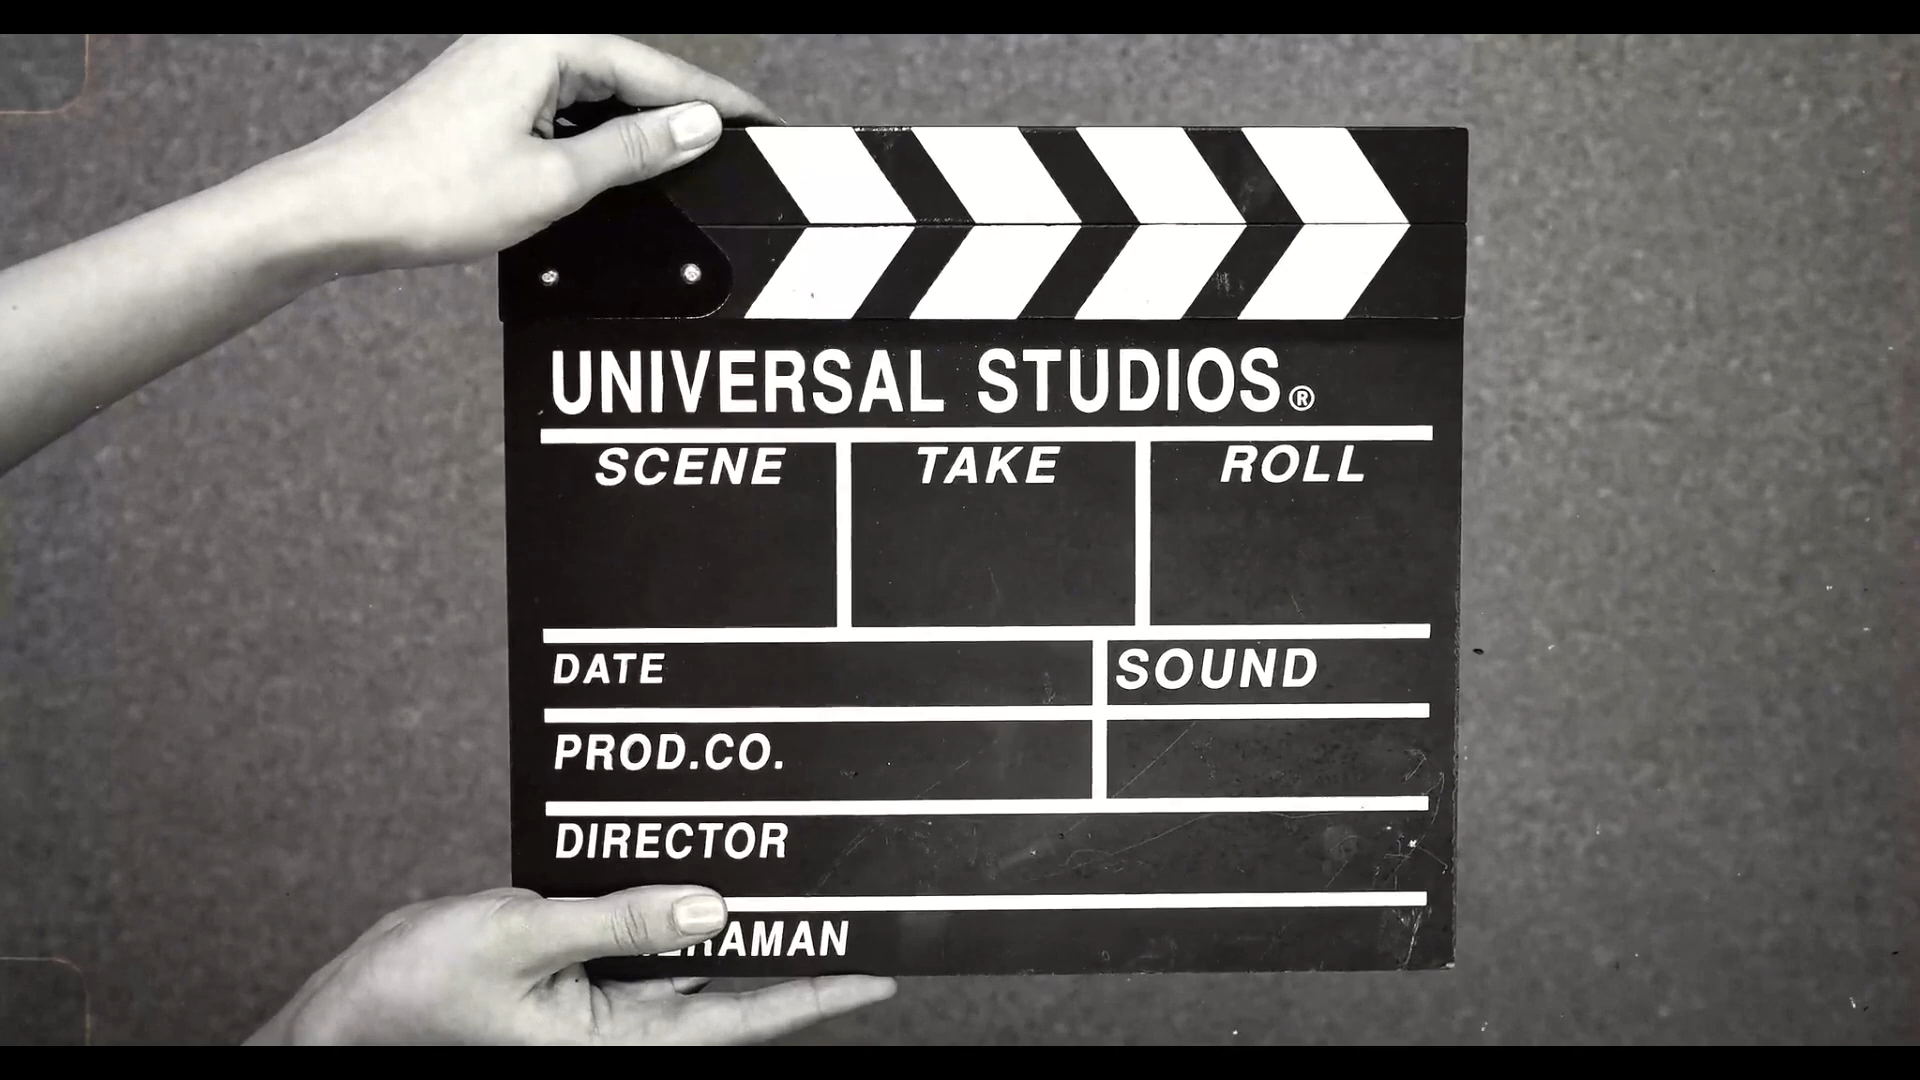 UNIVERSAL STUDIOS®
SCENE TAKE ROLL
DATE SOUND
PROD.CO.
DIRECTOR